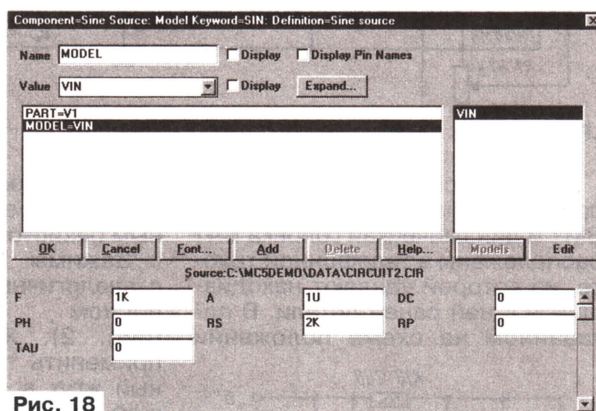 Component=Sine Source: Model Keyword=SIN: Definition=Sine source
Name MODEL Display Display Pin Names
Value VIN Display Expand...
PART=V1 VIN
MODEL=VIN
OK Cancel Font... Add Delete Help... Models Edit
Source:C:\MC5DEMO\DATA\CIRCUIT2.CIR
F 1K A 1U DC 0
PH 0 RS 2K RP 0
TAU 0
Рис. 18